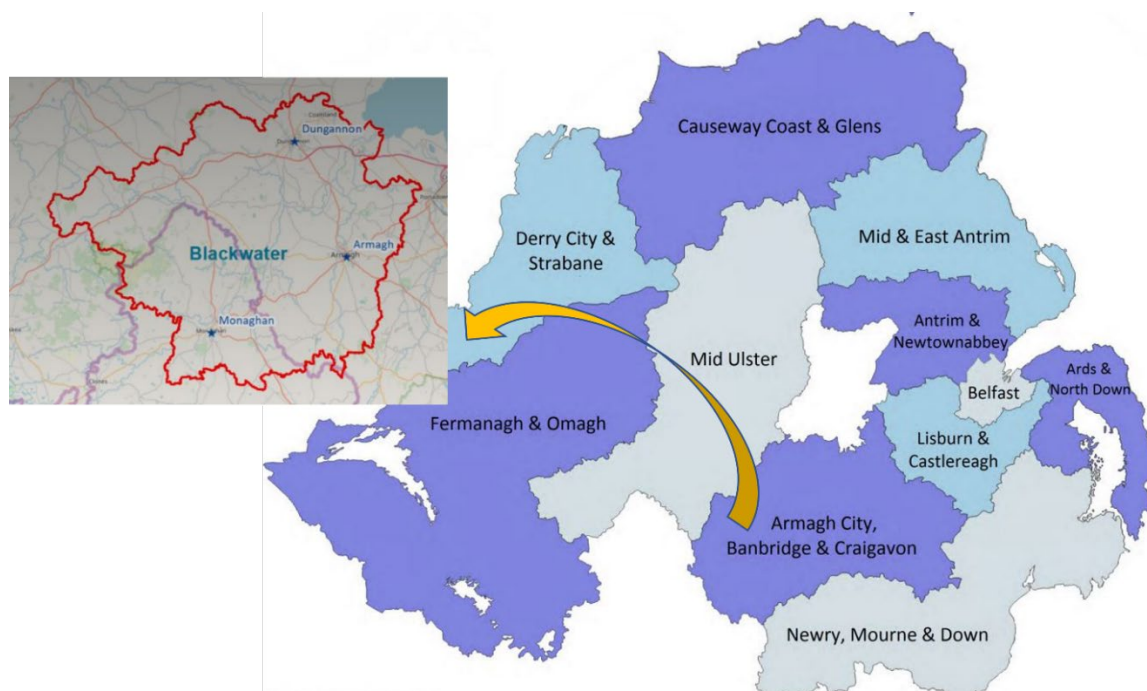 Dungannon
Blackwater
Armagh
Monaghan
Causeway Coast & Glens
Derry City &
Strabane
Mid & East Antrim
Antrim &
Newtownabbey
Mid Ulster
Belfast
Ards &
North Down
Fermanagh & Omagh
Lisburn &
Castlereagh
Armagh City,
Banbridge & Craigavon
Newry, Mourne & Down